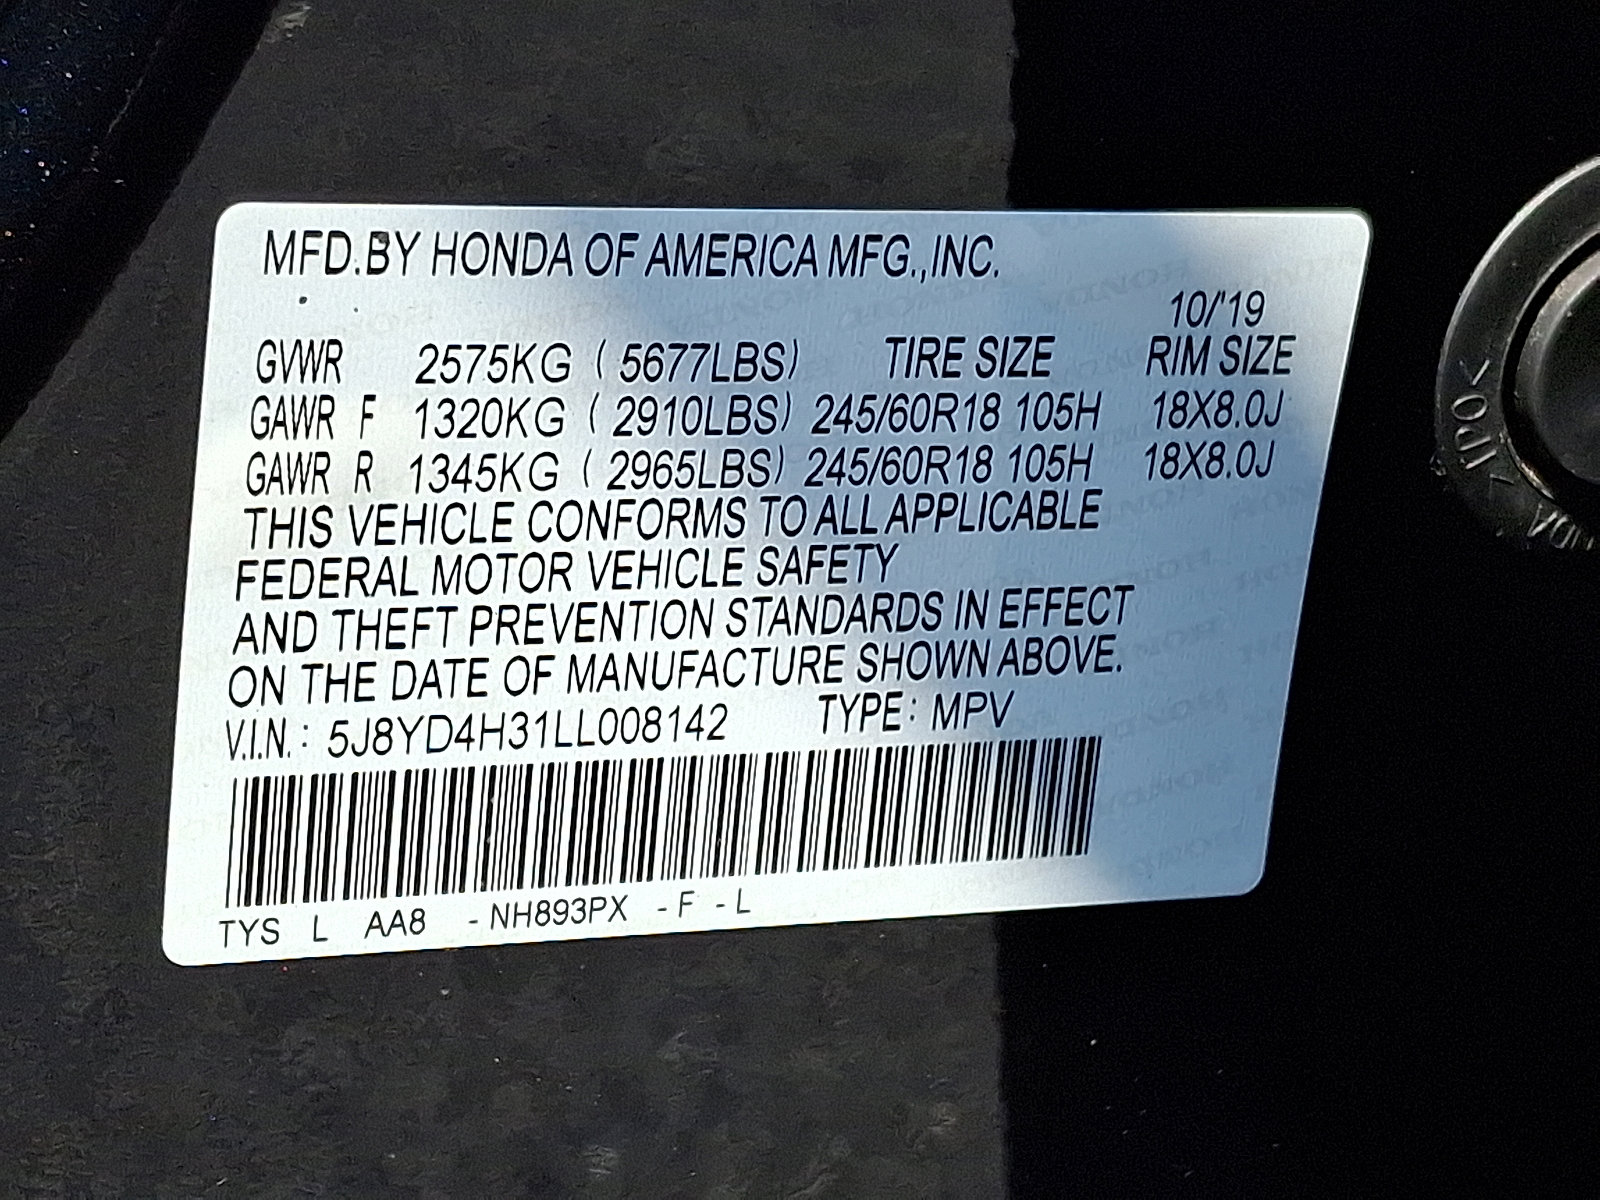 MFD.BY HONDA OF AMERICA MFG.,INC.
10/'19
GVWR 2575KG ( 5677LBS) TIRE SIZE RIM SIZE
GAWR F 1320KG ( 2910LBS) 245/60R18 105H 18X8.0J
GAWR R 1345KG ( 2965LBS) 245/60R18 105H 18X8.0J
THIS VEHICLE CONFORMS TO ALL APPLICABLE
FEDERAL MOTOR VEHICLE SAFETY
AND THEFT PREVENTION STANDARDS IN EFFECT
ON THE DATE OF MANUFACTURE SHOWN ABOVE.
V.I.N.: 5J8YD4H31LL008142 TYPE: MPV
TYS L AA8 -NH893PX -F -L